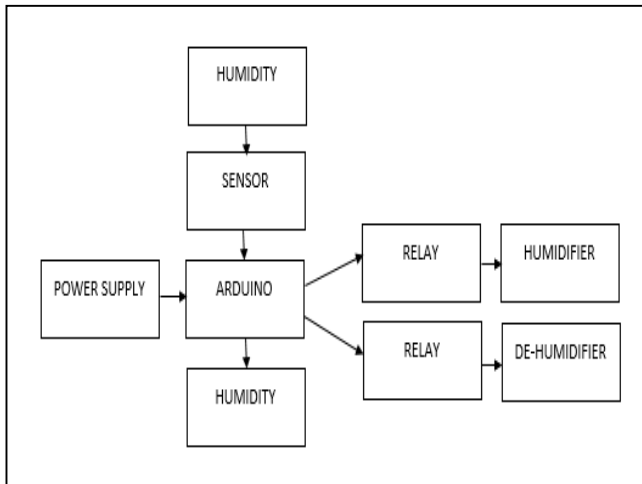 HUMIDITY
SENSOR
RELAY
HUMIDIFIER
POWER SUPPLY
ARDUINO
RELAY
DE-HUMIDIFIER
HUMIDITY